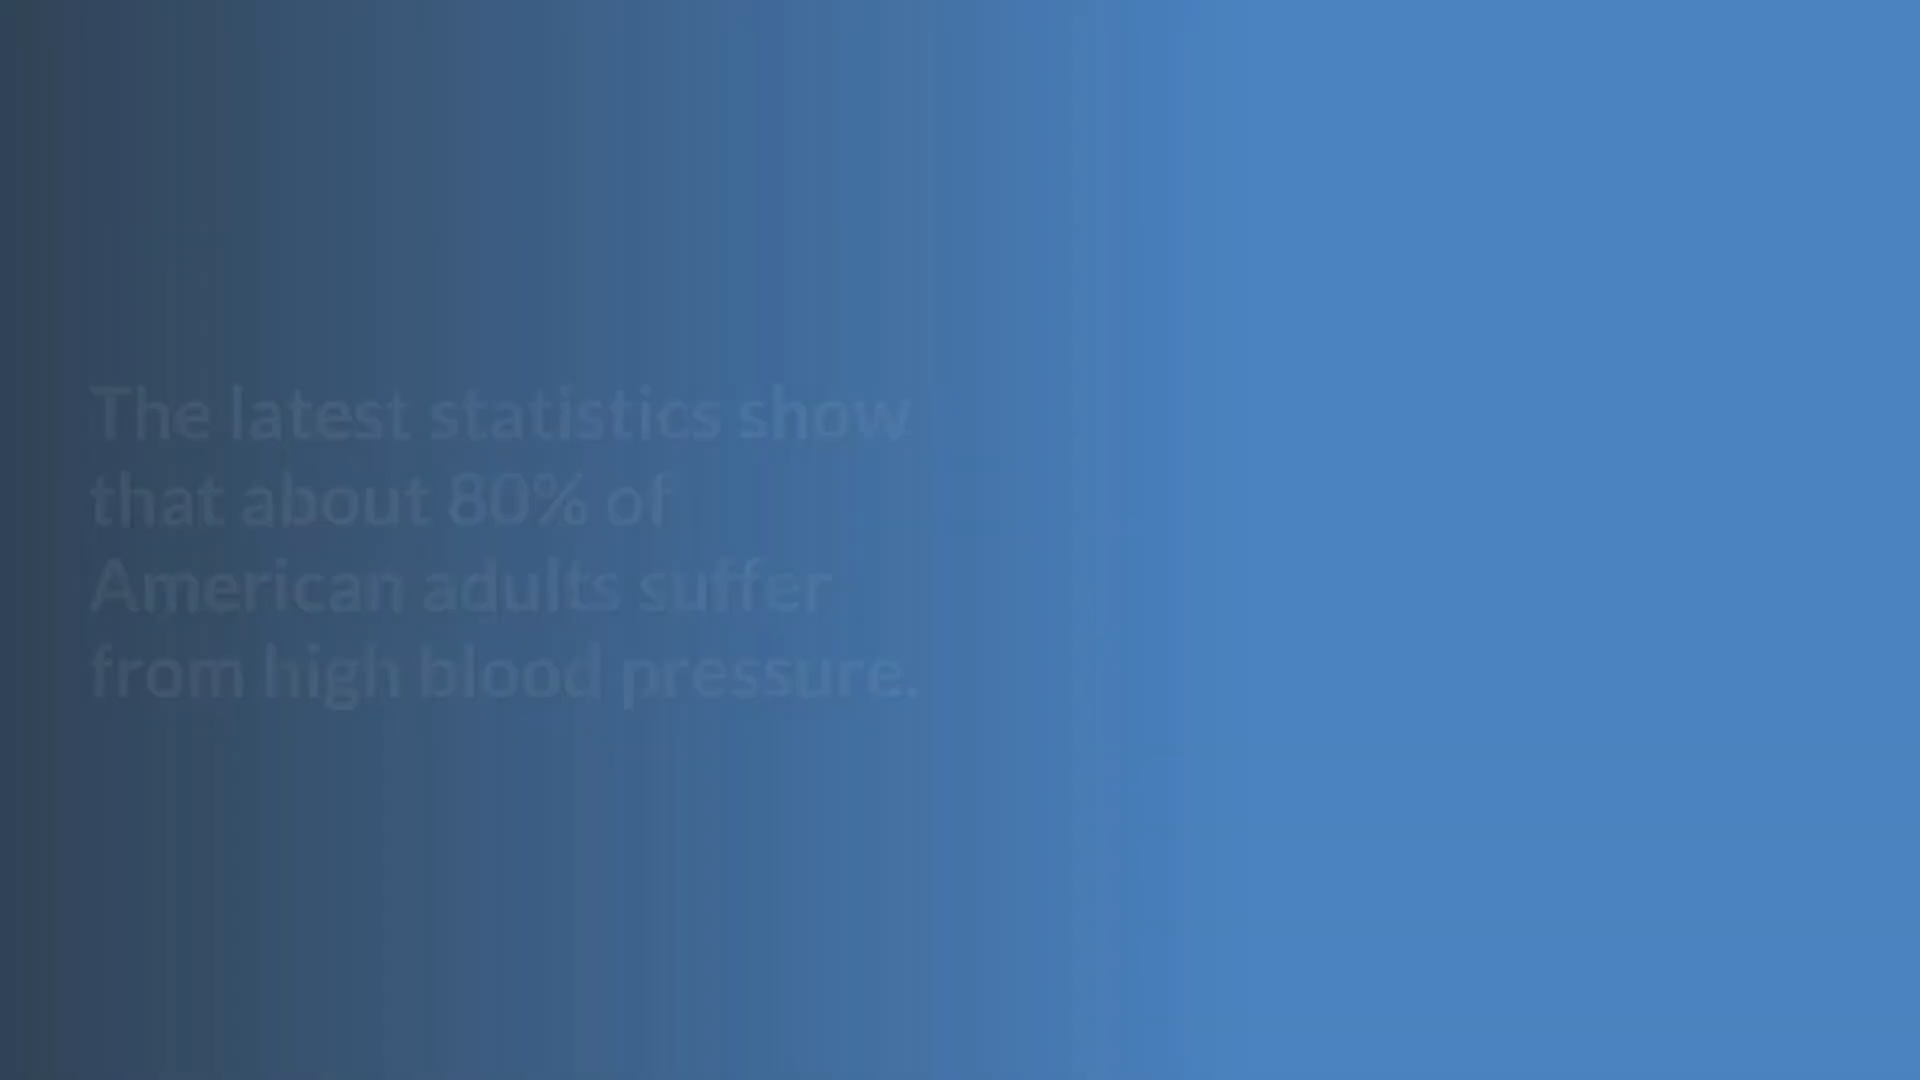 The latest statistics show
that about 80% of
American adults suffer
from high blood pressure.